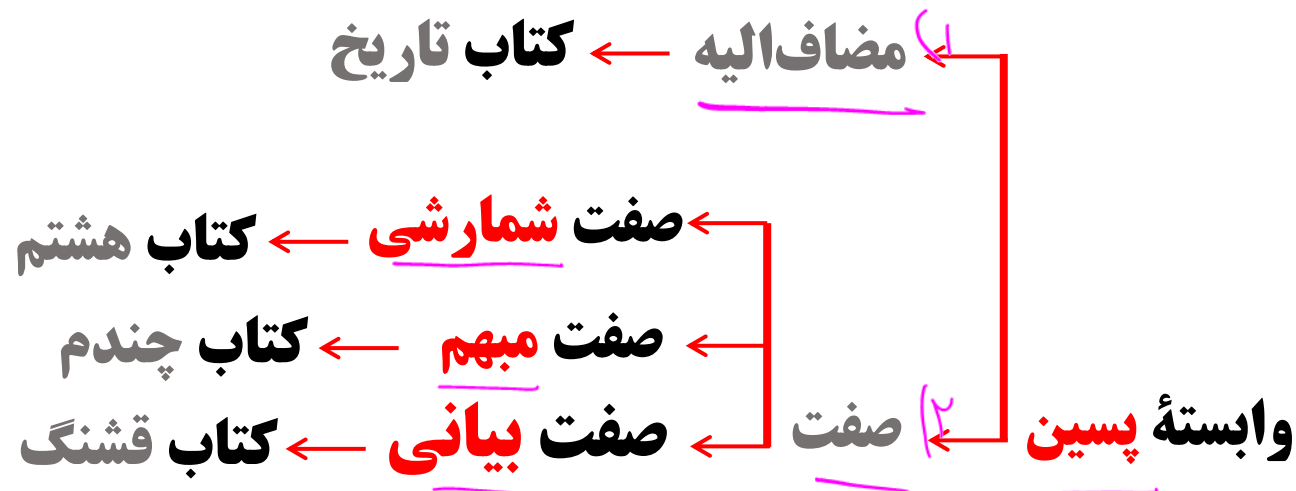 ۱) مضاف‌الیه ← کتاب تاریخ
صفت شمارشی ← کتاب هشتم
صفت مبهم ← کتاب چندم
وابستهٔ پسین ۲) صفت صفت بیانی ← کتاب قشنگ